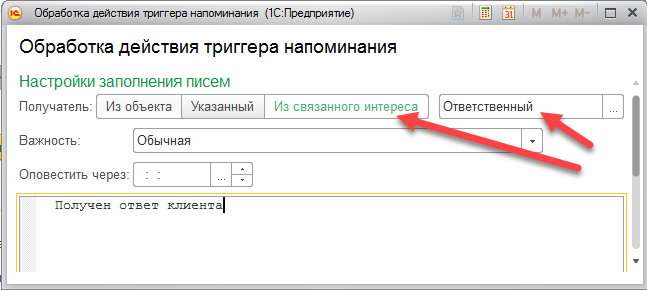 Обработка действия триггера напоминания (1С:Предприятие)
31 M M+ M-
Обработка действия триггера напоминания
Настройки заполнения писем
Получатель: Из объекта Указанный Из связанного интереса Ответственный ...
Важность: Обычная
Оповестить через: : : ...
Получен ответ клиента